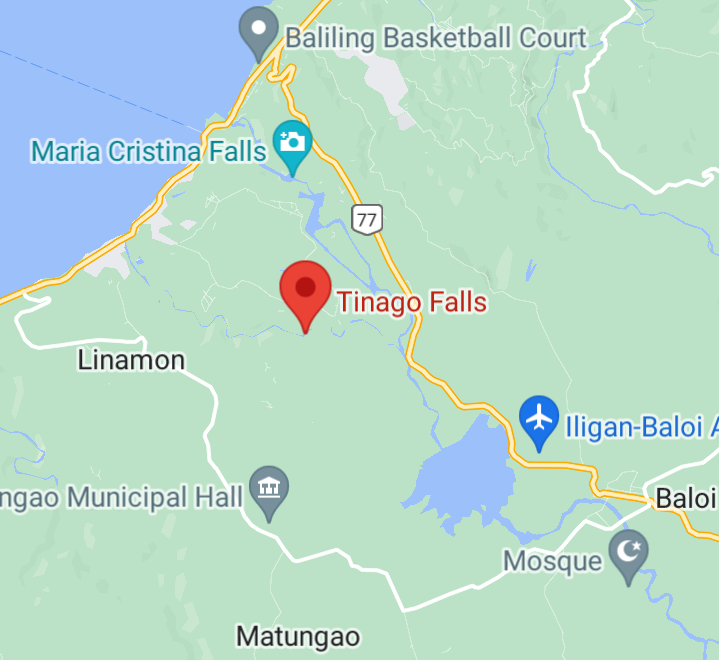 Baliling Basketball Court
Maria Cristina Falls
77
Tinago Falls
Linamon
Iligan-Baloi A
ngao Municipal Hall
Baloi
Mosque
Matungao